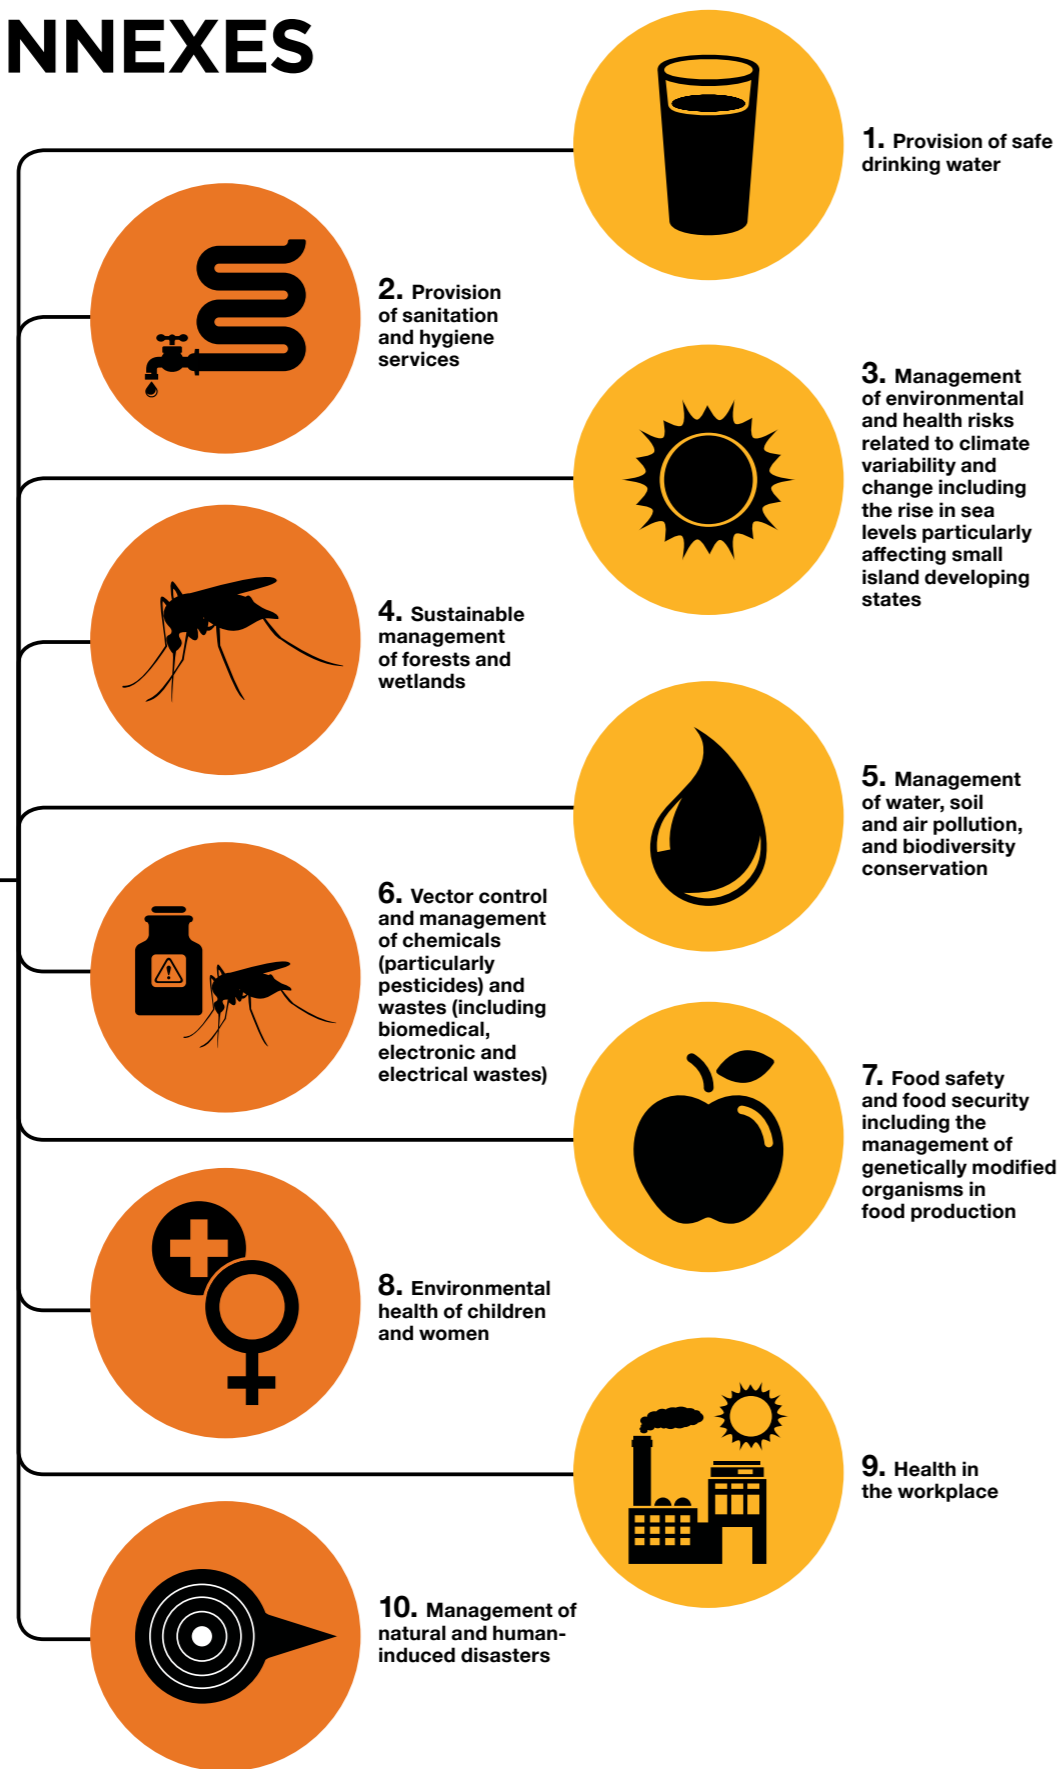 NNEXES
1. Provision of safe
drinking water
2. Provision
of sanitation
and hygiene
services
3. Management
of environmental
and health risks
related to climate
variability and
change including
the rise in sea
levels particularly
affecting small
island developing
states
4. Sustainable
management
of forests and
wetlands
5. Management
of water, soil
and air pollution,
and biodiversity
conservation
6. Vector control
and management
of chemicals
(particularly
pesticides) and
wastes (including
biomedical,
electronic and
electrical wastes)
7. Food safety
and food security
including the
management of
genetically modified
organisms in
food production
8. Environmental
health of children
and women
9. Health in
the workplace
10. Management of
natural and human-
induced disasters